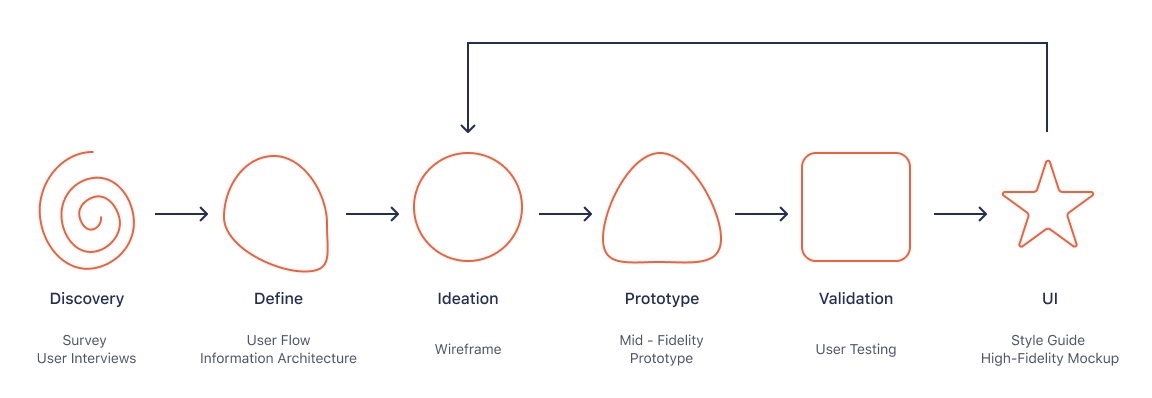 Discovery
Define
Ideation
Prototype
Validation
UI
Survey
User Interviews
User Flow
Information Architecture
Wireframe
Mid - Fidelity
Prototype
User Testing
Style Guide
High-Fidelity Mockup